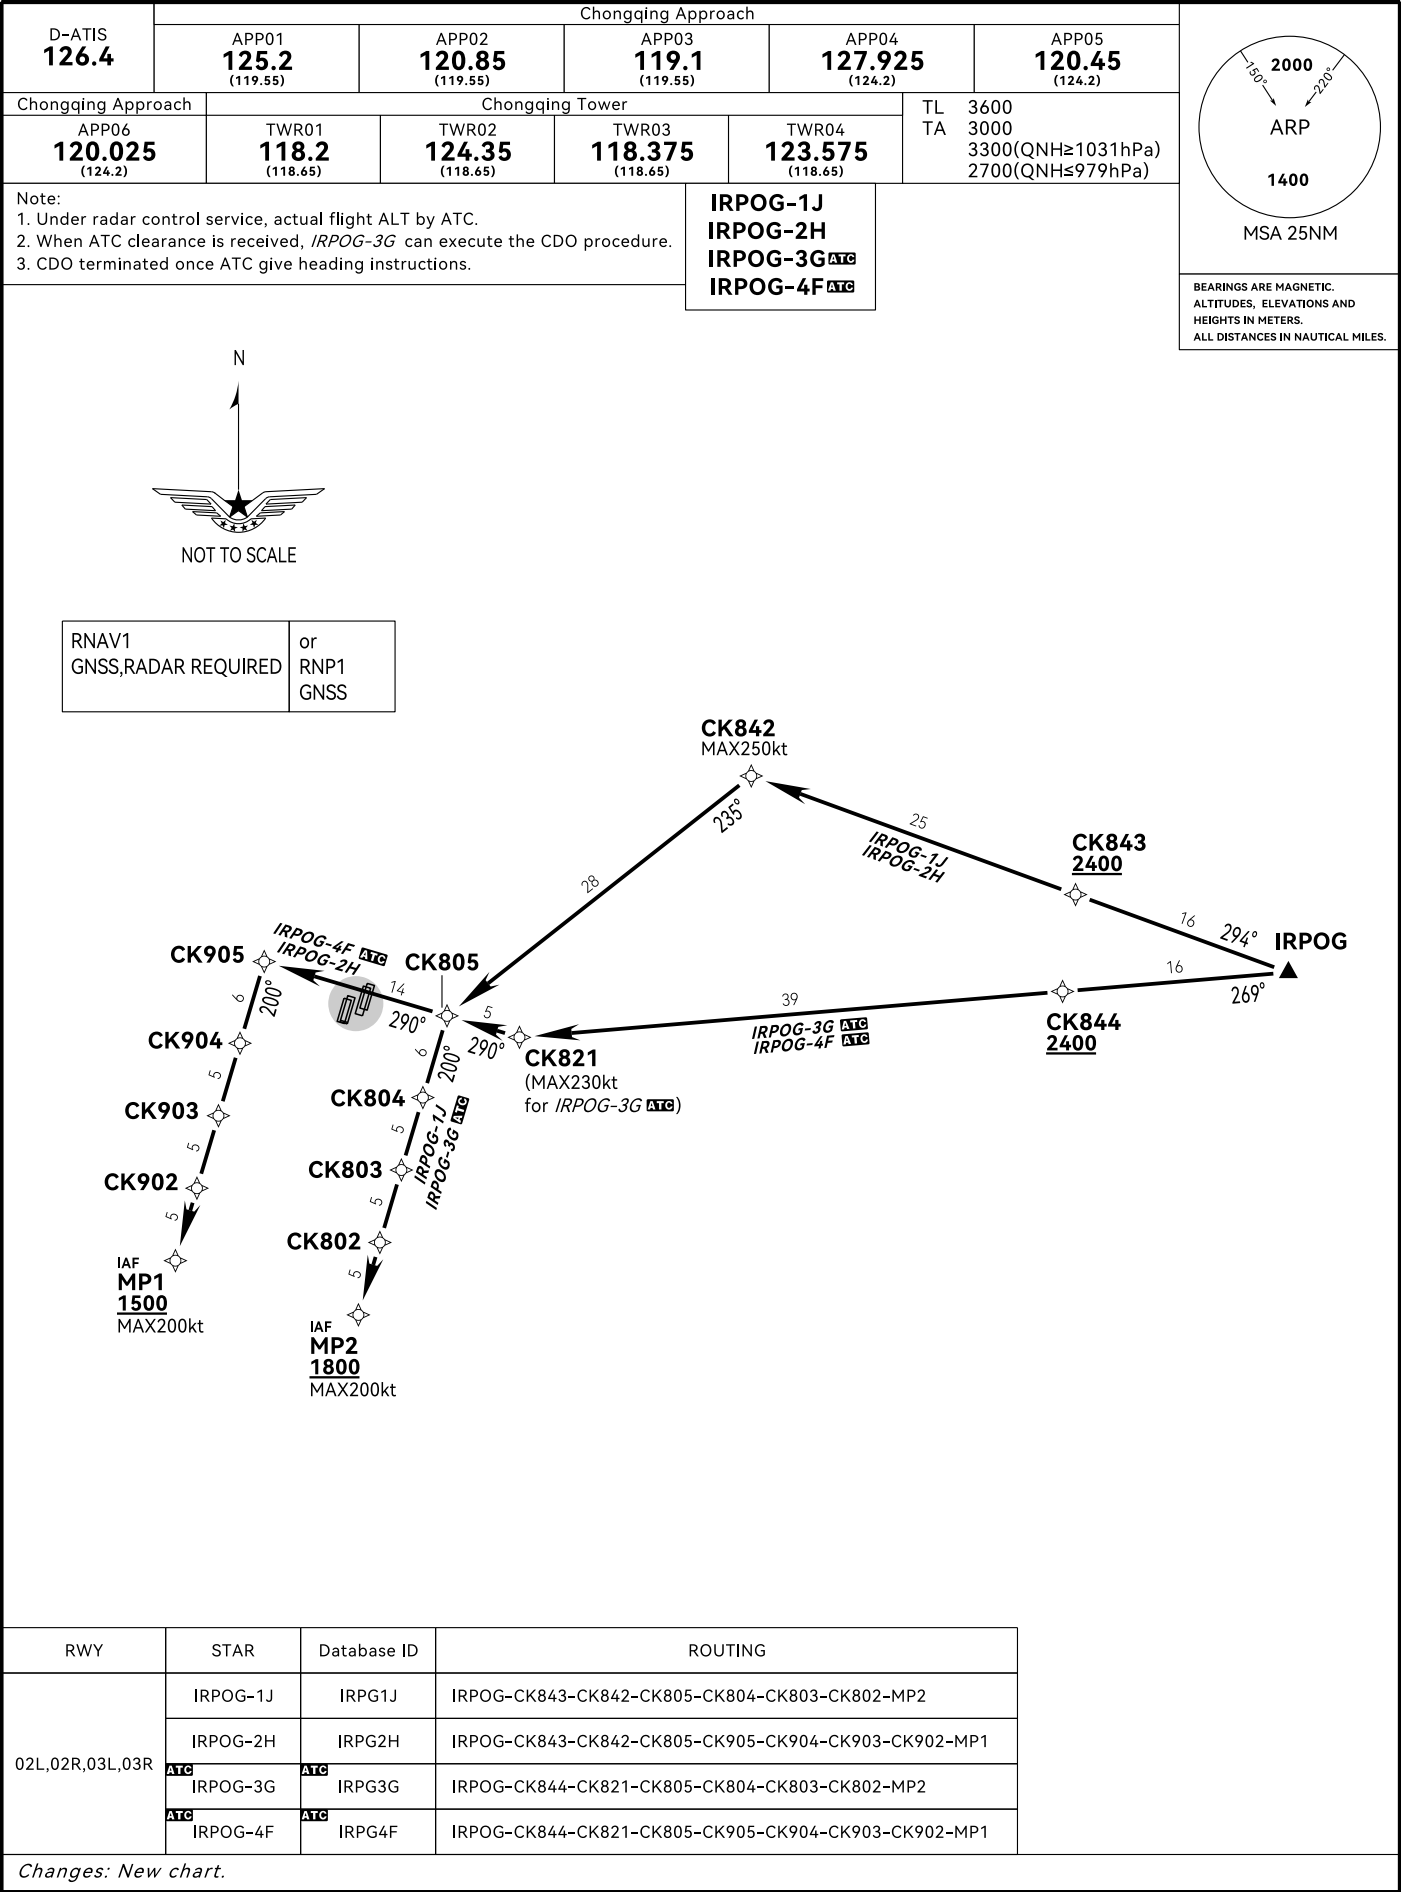 Chongqing Approach
D-ATIS
126.4
APP01
125.2
(119.55)
APP02
120.85
(119.55)
APP03
119.1
(119.55)
APP04
127.925
(124.2)
APP05
120.45
(124.2)
Chongqing Approach
APP06
120.025
(124.2)
Chongqing Tower
TWR01
118.2
(118.65)
TWR02
124.35
(118.65)
TWR03
118.375
(118.65)
TWR04
123.575
(118.65)
TL 3600
TA 3000
3300(QNH≥1031hPa)
2700(QNH≤979hPa)
150°
2000
220°
ARP
1400
MSA 25NM
BEARINGS ARE MAGNETIC.
ALTITUDES, ELEVATIONS AND
HEIGHTS IN METERS.
ALL DISTANCES IN NAUTICAL MILES.
Note:
1. Under radar control service, actual flight ALT by ATC.
2. When ATC clearance is received, IRPOG-3G can execute the CDO procedure.
3. CDO terminated once ATC give heading instructions.
IRPOG-1J
IRPOG-2H
IRPOG-3G ATC
IRPOG-4F ATC
N
NOT TO SCALE
RNAV1
GNSS,RADAR REQUIRED
or
RNP1
GNSS
CK842
MAX250kt
235°
25
IRPOG-1J
IRPOG-2H
CK843
2400
16
294°
IRPOG
28
16
269°
CK844
2400
39
IRPOG-3G ATC
IRPOG-4F ATC
CK821
(MAX230kt
for IRPOG-3G ATC)
5
290°
CK805
IRPOG-4F ATC
IRPOG-2H
14
290°
CK905
6
200°
CK904
5
CK903
5
CK902
5
IAF
MP1
1500
MAX200kt
6
200°
CK804
IRPOG-1J
IRPOG-3G ATC
5
CK803
5
CK802
5
IAF
MP2
1800
MAX200kt
RWY STAR Database ID ROUTING
02L,02R,03L,03R
IRPOG-1J IRPG1J IRPOG-CK843-CK842-CK805-CK804-CK803-CK802-MP2
IRPOG-2H IRPG2H IRPOG-CK843-CK842-CK805-CK905-CK904-CK903-CK902-MP1
ATC IRPOG-3G ATC IRPG3G IRPOG-CK844-CK821-CK805-CK804-CK803-CK802-MP2
ATC IRPOG-4F ATC IRPG4F IRPOG-CK844-CK821-CK805-CK905-CK904-CK903-CK902-MP1
Changes: New chart.